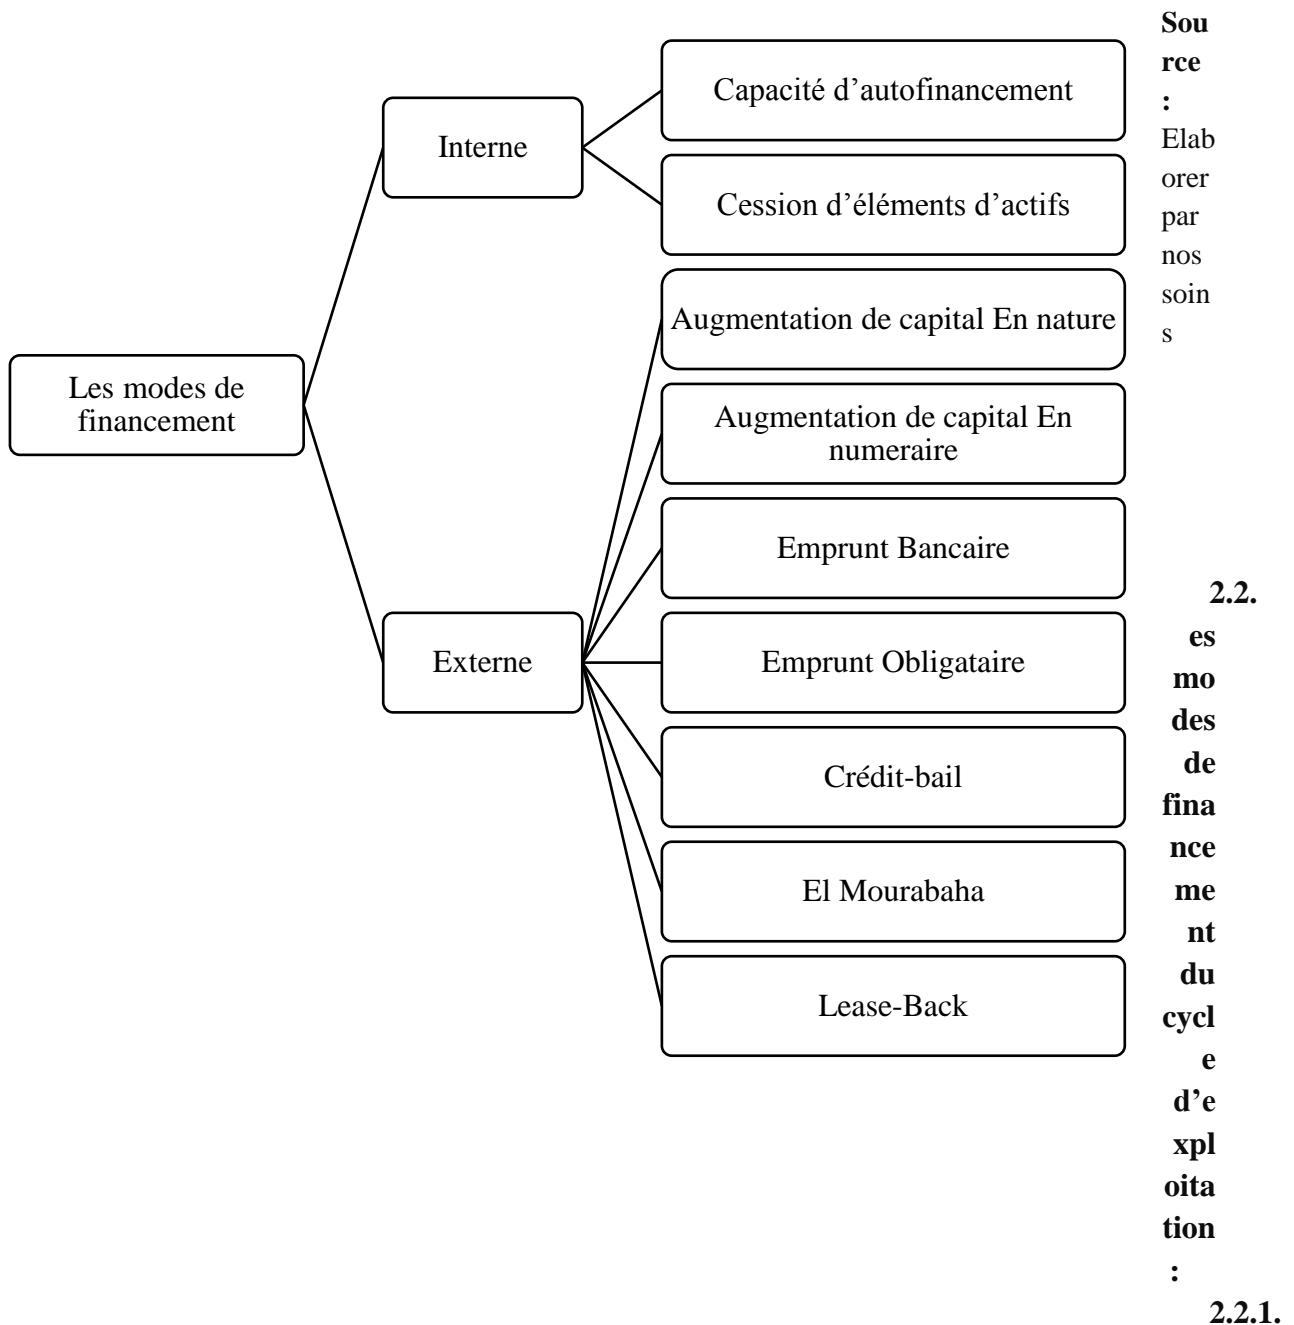 Les modes de
financement
Interne
Capacité d’autofinancement
Cession d’éléments d’actifs
Externe
Augmentation de capital En nature
Augmentation de capital En
numeraire
Emprunt Bancaire
Emprunt Obligataire
Crédit-bail
El Mourabaha
Lease-Back
Sou
rce
:
Elab
orer
par
nos
soin
s
2.2.
es
mo
des
de
fina
nce
me
nt
du
cycl
e
d’e
xpl
oita
tion
:
2.2.1.